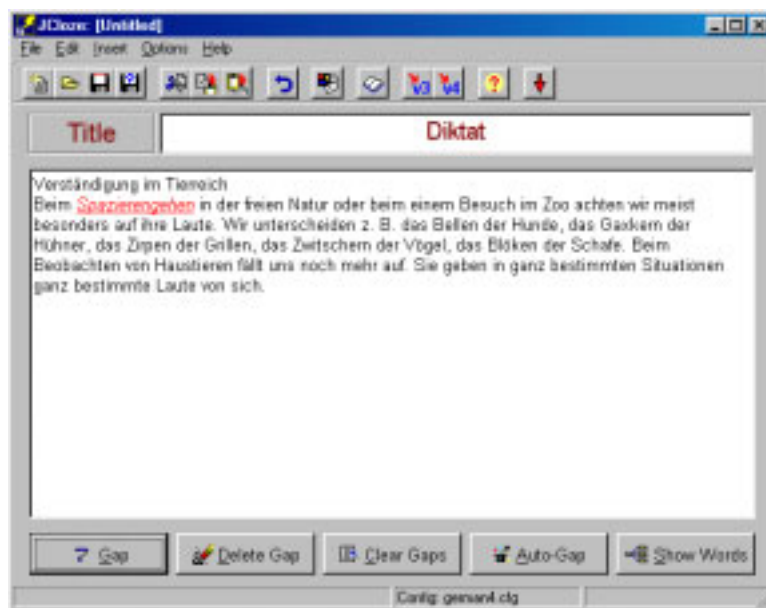 JCloze: [Untitled]
File Edit Insert Options Help
V3 V4
Title
Diktat
Verständigung im Tierreich
Beim Spazierengehen in der freien Natur oder beim einem Besuch im Zoo achten wir meist
besonders auf ihre Laute. Wir unterscheiden z. B. das Bellen der Hunde, das Gackern der
Hühner, das Zirpen der Grillen, das Zwitschern der Vögel, das Blöken der Schafe. Beim
Beobachten von Haustieren fällt uns noch mehr auf. Sie geben in ganz bestimmten Situationen
ganz bestimmte Laute von sich.
Gap Delete Gap Clear Gaps Auto-Gap Show Words
Config: german4.cfg